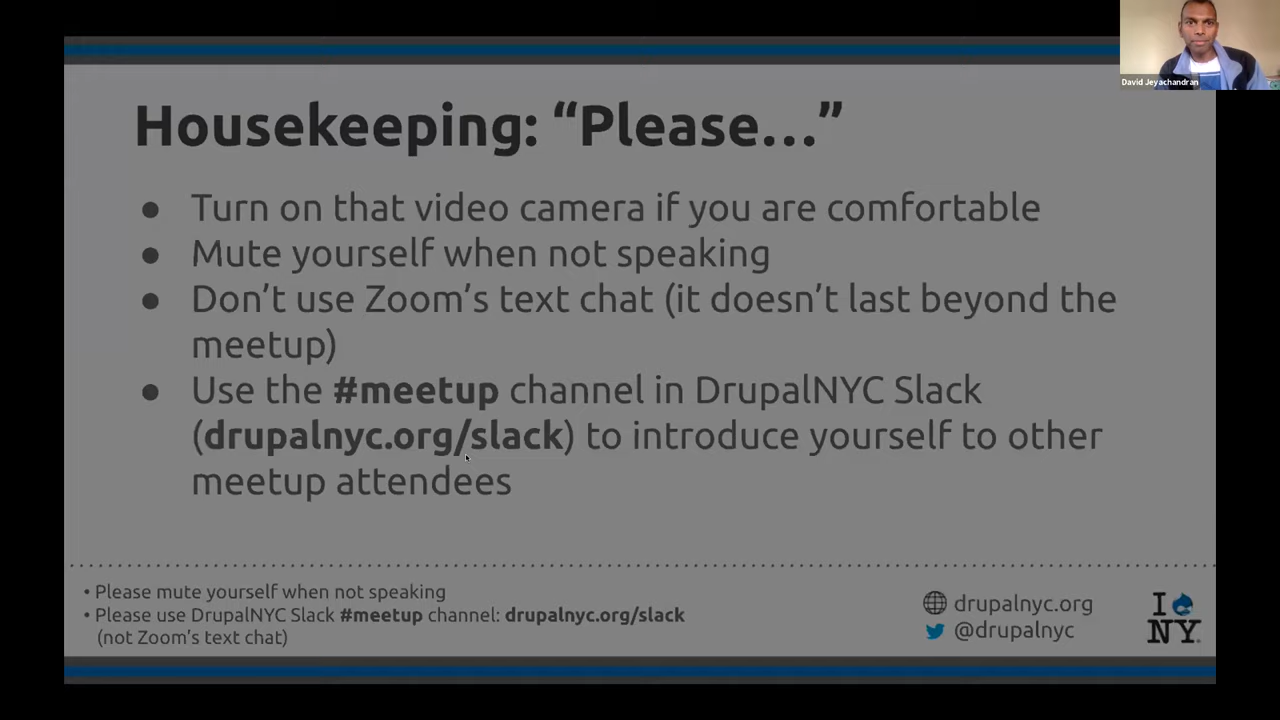 David Jeyachandran
Housekeeping: “Please...”
● Turn on that video camera if you are comfortable
● Mute yourself when not speaking
● Don’t use Zoom’s text chat (it doesn’t last beyond the
meetup)
● Use the #meetup channel in DrupalNYC Slack
(drupalnyc.org/slack) to introduce yourself to other
meetup attendees
• Please mute yourself when not speaking
• Please use DrupalNYC Slack #meetup channel: drupalnyc.org/slack
(not Zoom’s text chat)
drupalnyc.org
@drupalnyc
I
NY